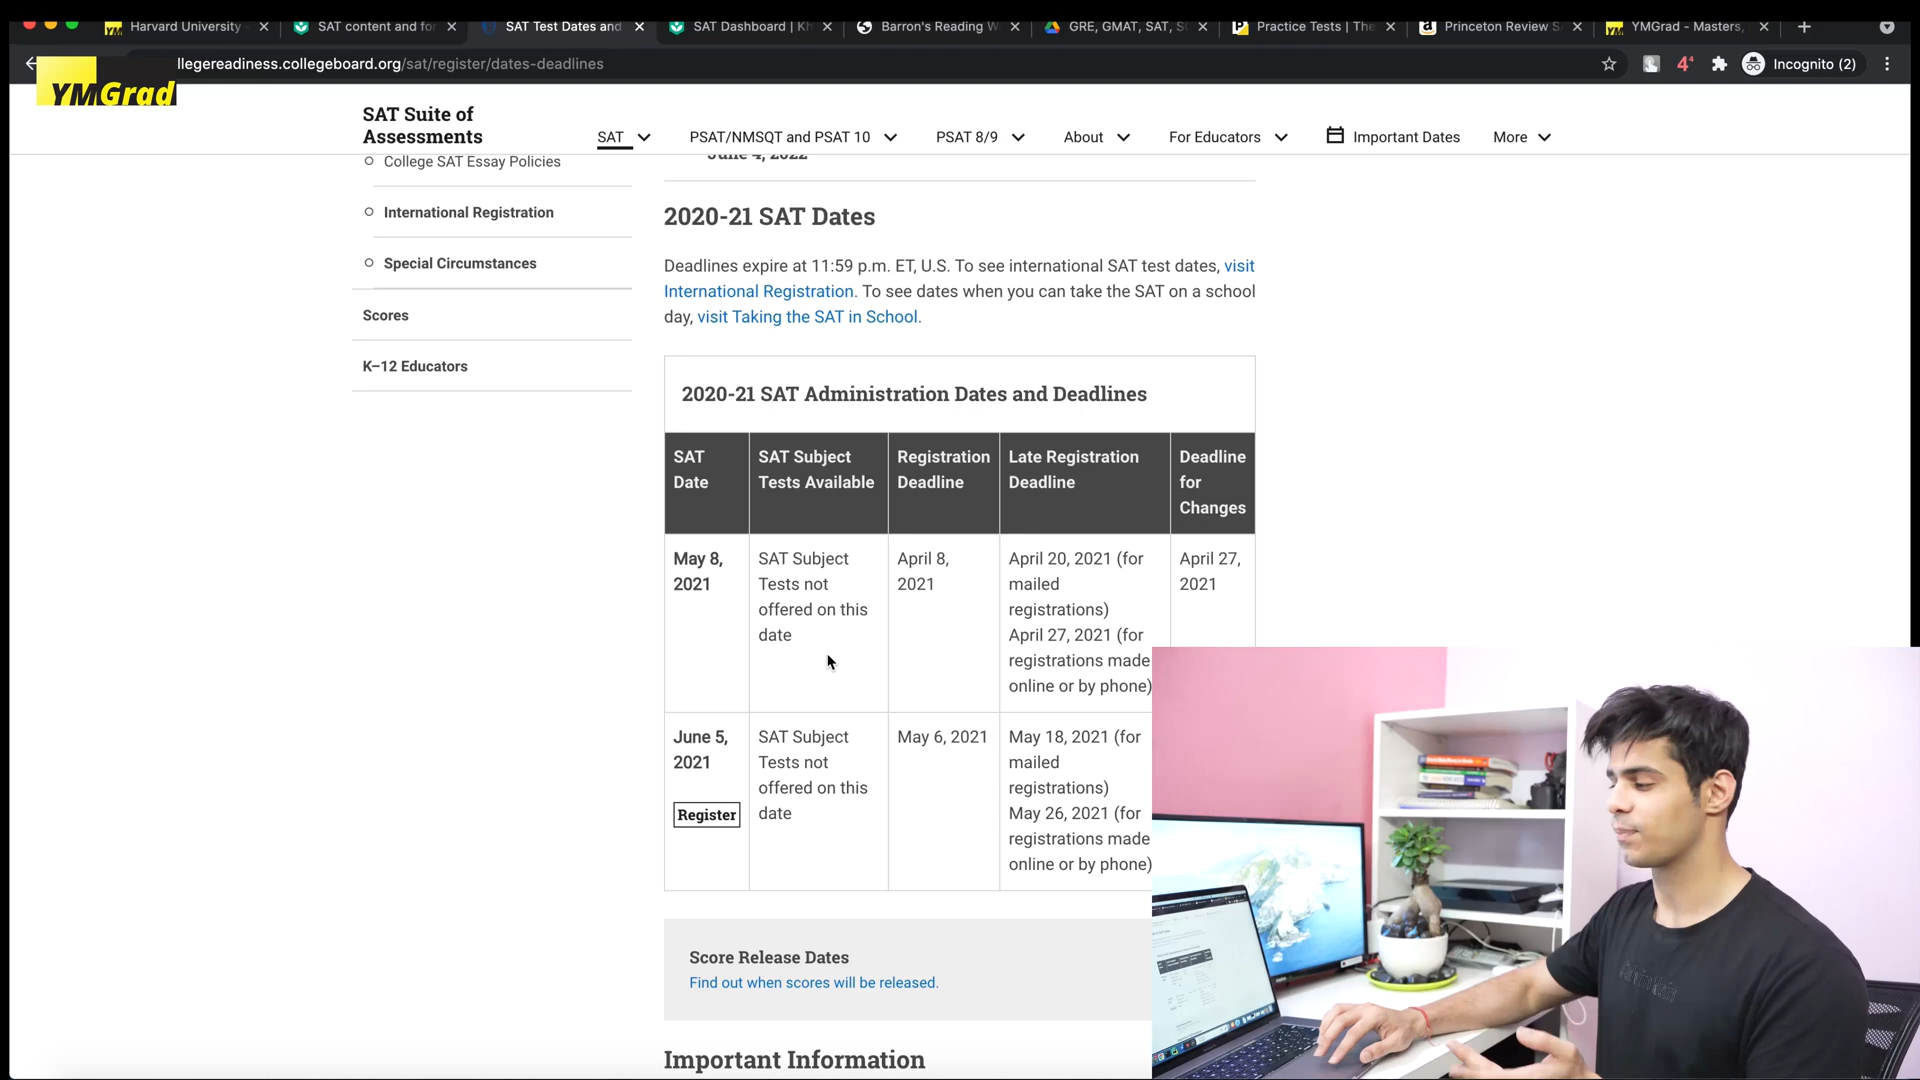 Harvard University -
SAT content and fo
SAT Test Dates and
SAT Dashboard | Kh
Barron's Reading W
GRE, GMAT, SAT, S
Practice Tests | The
Princeton Review S
YMGrad - Masters,
llegereadiness.collegeboard.org/sat/register/dates-deadlines
Incognito (2)
YMGrad
SAT Suite of
Assessments
SAT
PSAT/NMSQT and PSAT 10
PSAT 8/9
About
For Educators
Important Dates
More
College SAT Essay Policies
International Registration
Special Circumstances
Scores
K–12 Educators
June 4, 2022
2020-21 SAT Dates
Deadlines expire at 11:59 p.m. ET, U.S. To see international SAT test dates, visit
International Registration. To see dates when you can take the SAT on a school
day, visit Taking the SAT in School.
2020-21 SAT Administration Dates and Deadlines
SAT
Date
SAT Subject
Tests Available
Registration
Deadline
Late Registration
Deadline
Deadline
for
Changes
May 8,
2021
SAT Subject
Tests not
offered on this
date
April 8,
2021
April 20, 2021 (for
mailed
registrations)
April 27, 2021 (for
registrations made
online or by phone)
April 27,
2021
June 5,
2021
Register
SAT Subject
Tests not
offered on this
date
May 6, 2021
May 18, 2021 (for
mailed
registrations)
May 26, 2021 (for
registrations made
online or by phone)
Score Release Dates
Find out when scores will be released.
Important Information
Calvin Klein